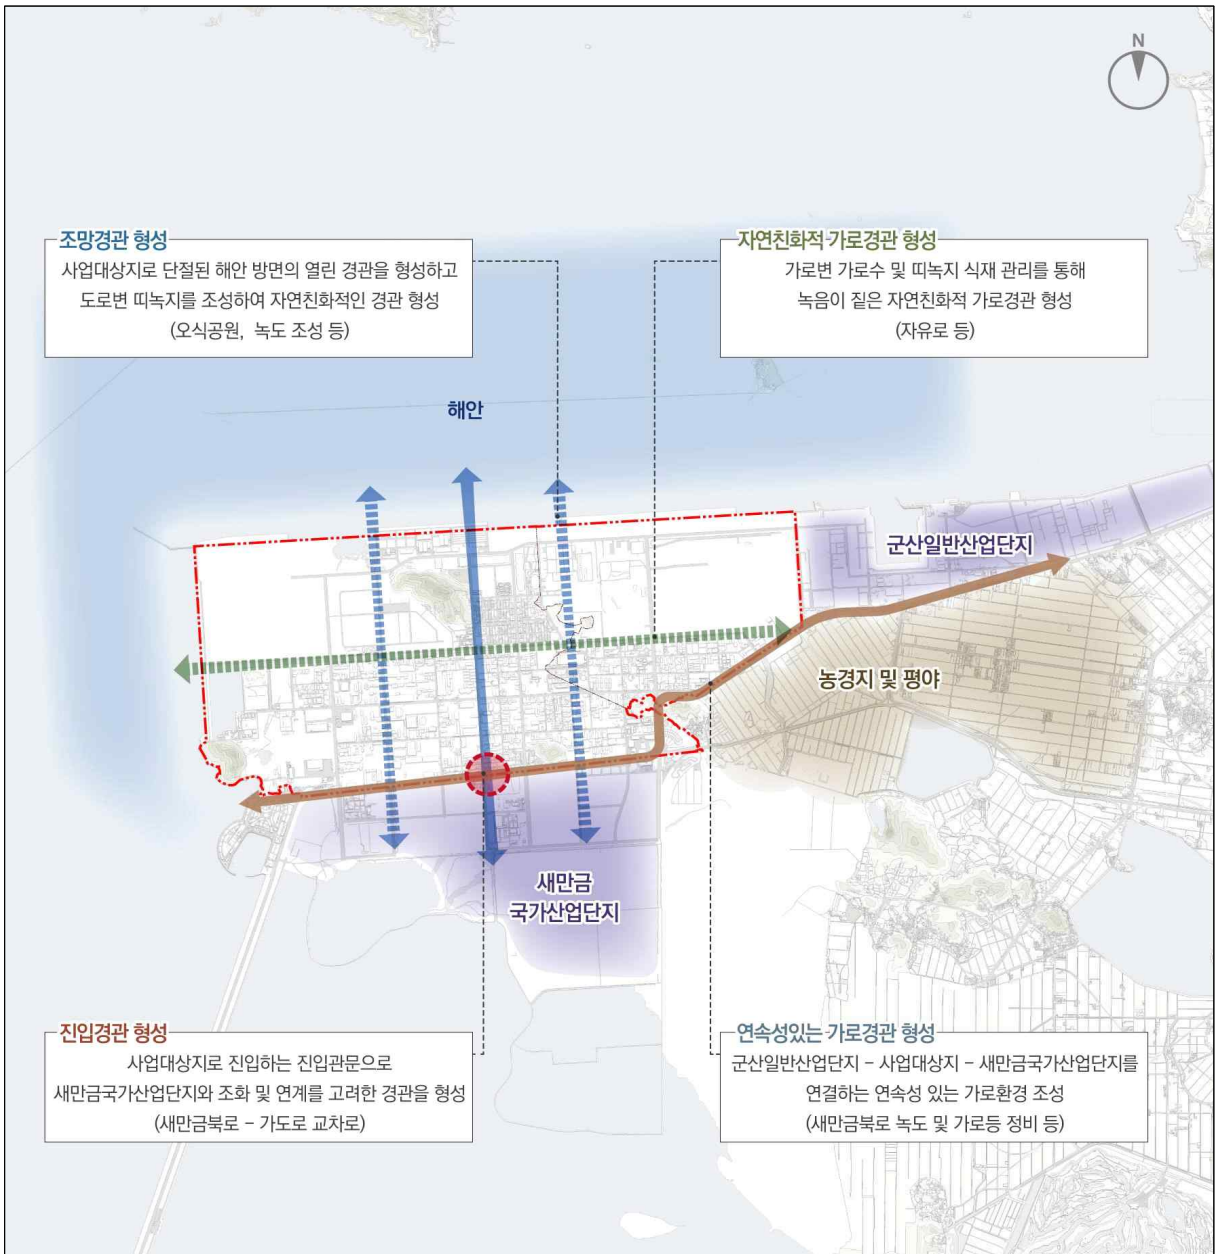 N
조망경관 형성
사업대상지로 단절된 해안 방면의 열린 경관을 형성하고
도로변 띠녹지를 조성하여 자연친화적인 경관 형성
(오식공원, 녹도 조성 등)
자연친화적 가로경관 형성
가로변 가로수 및 띠녹지 식재 관리를 통해
녹음이 짙은 자연친화적 가로경관 형성
(자유로 등)
해안
군산일반산업단지
농경지 및 평야
새만금
국가산업단지
진입경관 형성
사업대상지로 진입하는 진입관문으로
새만금국가산업단지와 조화 및 연계를 고려한 경관을 형성
(새만금북로 – 가도로 교차로)
연속성있는 가로경관 형성
군산일반산업단지 – 사업대상지 – 새만금국가산업단지를
연결하는 연속성 있는 가로환경 조성
(새만금북로 녹도 및 가로등 정비 등)